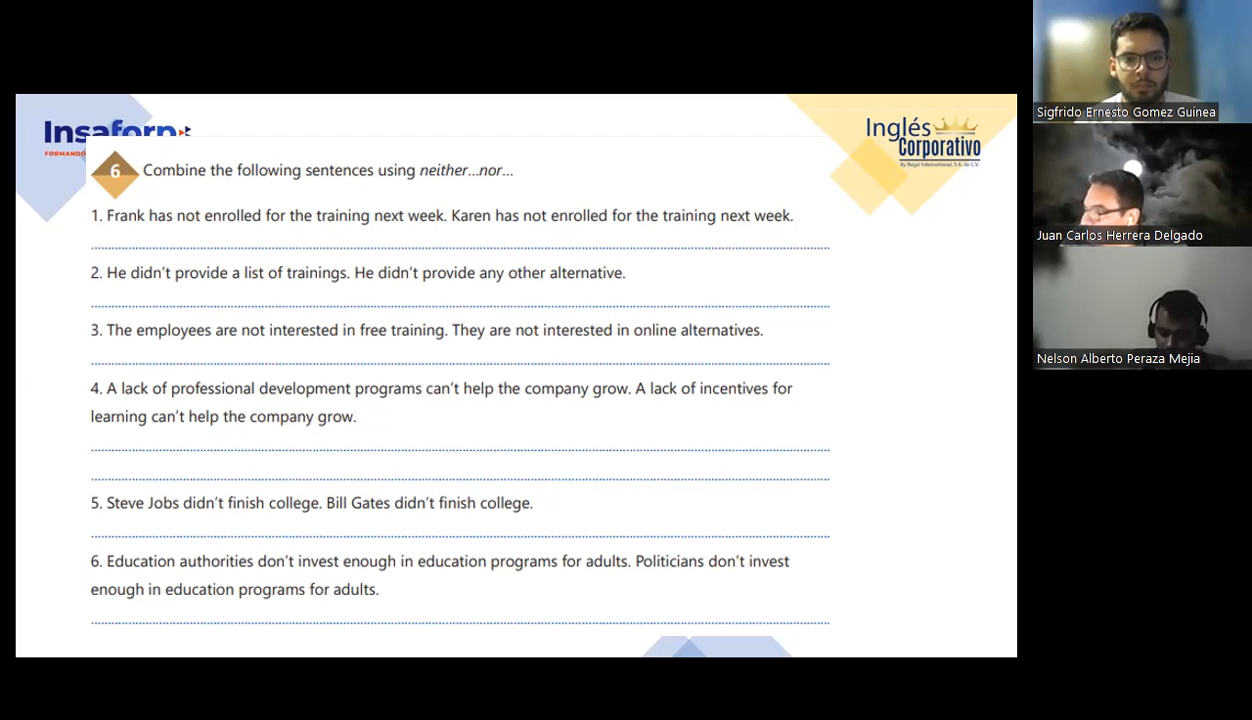 Insaforp
FORMANDO
Inglés
Corporativo
By Regal International, S.A. de C.V.
6 Combine the following sentences using neither...nor...
1. Frank has not enrolled for the training next week. Karen has not enrolled for the training next week.
2. He didn't provide a list of trainings. He didn't provide any other alternative.
3. The employees are not interested in free training. They are not interested in online alternatives.
4. A lack of professional development programs can't help the company grow. A lack of incentives for
learning can't help the company grow.
5. Steve Jobs didn't finish college. Bill Gates didn't finish college.
6. Education authorities don't invest enough in education programs for adults. Politicians don't invest
enough in education programs for adults.
Sigfrido Ernesto Gomez Guinea
Juan Carlos Herrera Delgado
Nelson Alberto Peraza Mejia